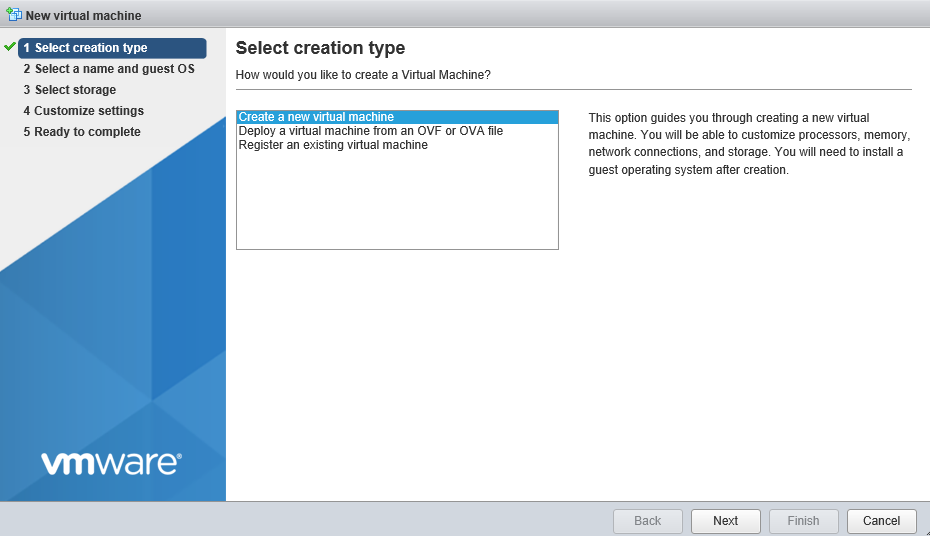 New virtual machine
1 Select creation type
2 Select a name and guest OS
3 Select storage
4 Customize settings
5 Ready to complete
vmware®
Select creation type
How would you like to create a Virtual Machine?
Create a new virtual machine
Deploy a virtual machine from an OVF or OVA file
Register an existing virtual machine
This option guides you through creating a new virtual
machine. You will be able to customize processors, memory,
network connections, and storage. You will need to install a
guest operating system after creation.
Back
Next
Finish
Cancel